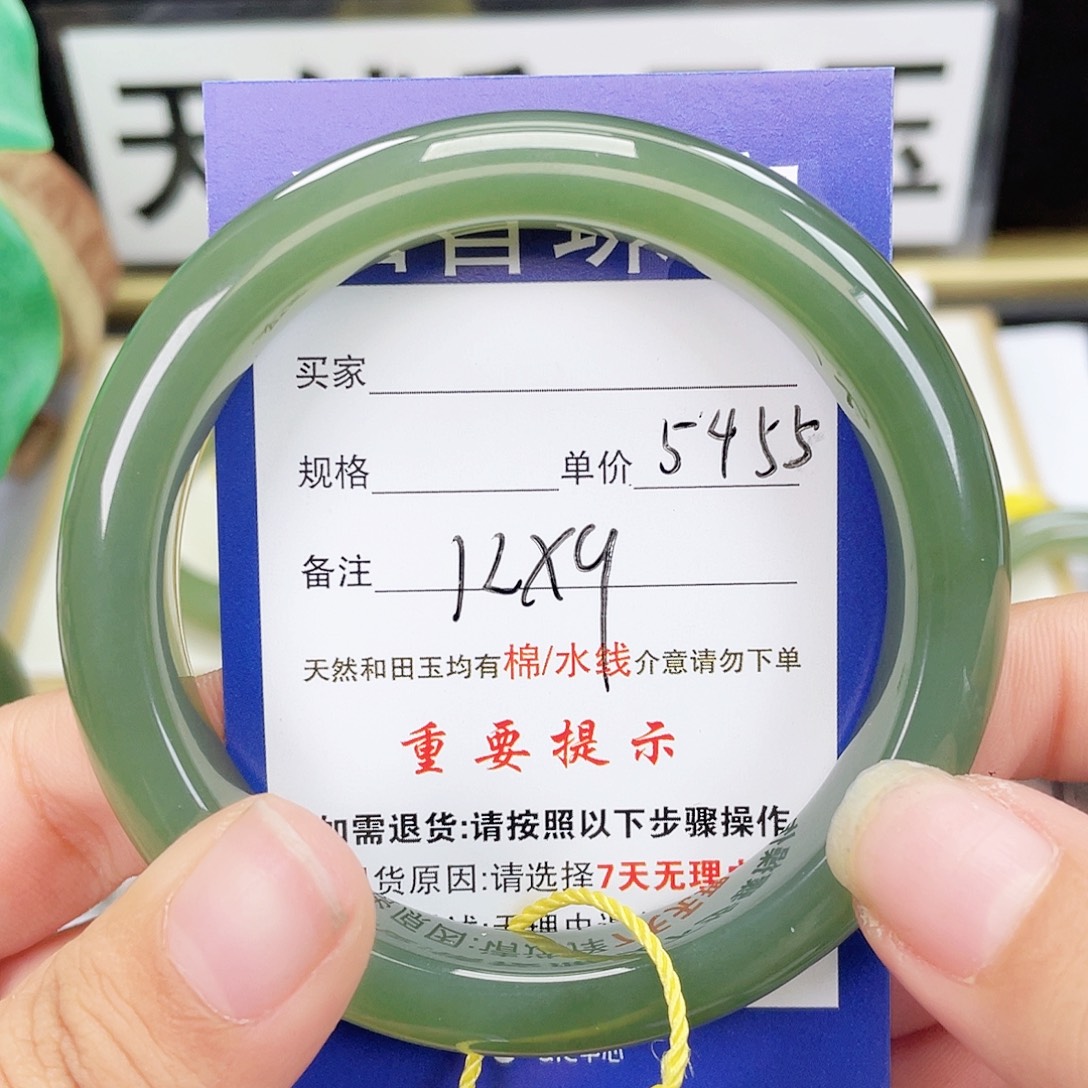 天 玉
买家
规格 单价 5455
备注 12X9
天然和田玉均有棉/水线介意请勿下单
重要提示
如需退货:请按照以下步骤操作
货原因:请选择7天无理由